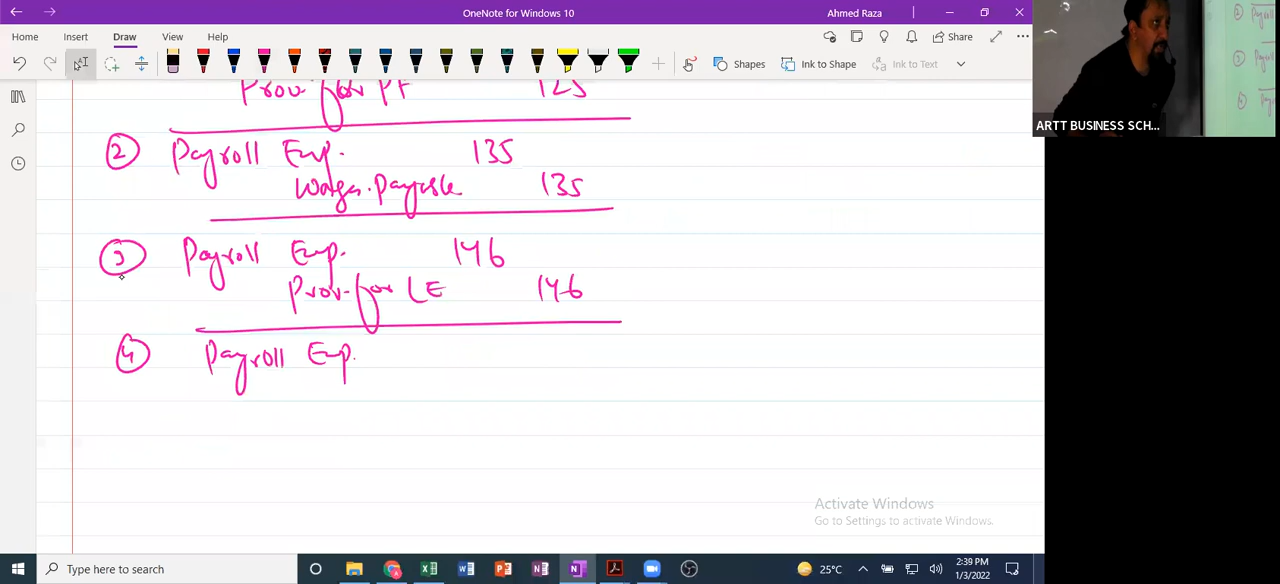 OneNote for Windows 10
Ahmed Raza
Home Insert Draw View Help
Share
Shapes Ink to Shape Ink to Text
Prov. for PF 125
② Payroll Exp. 135
Wages Payable 135
③ Payroll Exp. 146
Prov. for LE 146
④ Payroll Exp.
ARTT BUSINESS SCH...
Activate Windows
Go to Settings to activate Windows.
Type here to search
25°C
2:39 PM
1/3/2022